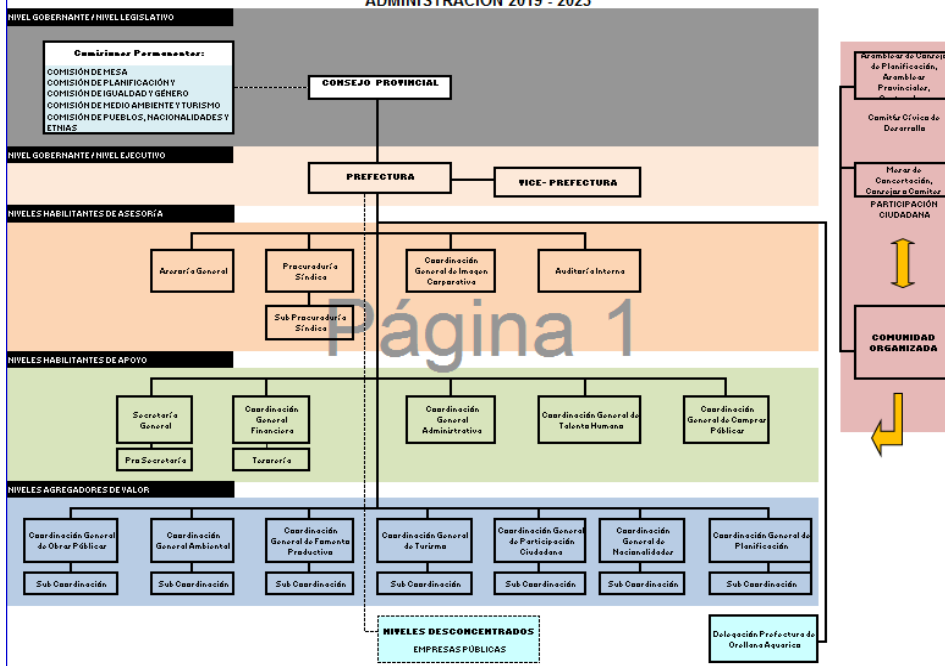 ADMINISTRACIÓN 2019 - 2023
NIVEL GOBERNANTE / NIVEL LEGISLATIVO
Comisiones Permanentes:
COMISIÓN DE MESA
COMISIÓN DE PLANIFICACIÓN Y
COMISIÓN DE IGUALDAD Y GÉNERO
COMISIÓN DE MEDIO AMBIENTE Y TURISMO
COMISIÓN DE PUEBLOS, NACIONALIDADES Y
ETNIAS
CONSEJO PROVINCIAL
NIVEL GOBERNANTE / NIVEL EJECUTIVO
PREFECTURA
VICE- PREFECTURA
NIVELES HABILITANTES DE ASESORÍA
Asesoría General
Procuraduría
Síndica
Coordinación
General de Imagen
Corporativa
Auditoría Interna
Sub Procuraduría
Síndica
Página 1
NIVELES HABILITANTES DE APOYO
Secretaría
General
Coordinación
General
Financiera
Coordinación
General
Administrativa
Coordinación General de
Talento Humano
Coordinación
General de Compras
Públicas
Pro Secretaría
Tesorería
NIVELES AGREGADORES DE VALOR
Coordinación General
de Obras Públicas
Coordinación
General Ambiental
Coordinación
General de Fomento
Productivo
Coordinación General
de Turismo
Coordinación General
de Participación
Ciudadana
Coordinación
General de
Nacionalidades
Coordinación General de
Planificación
Sub Coordinación
Sub Coordinación
Sub Coordinación
Sub Coordinación
Sub Coordinación
Sub Coordinación
Sub Coordinación
NIVELES DESCONCENTRADOS
EMPRESAS PÚBLICAS
Delegación Prefectura de
Orellana Aguarico
Asambleas de Consejo
de Planificación,
Asambleas
Provinciales,
Comités Cívico de
Desarrollo
Mesas de
Concertación,
Consejos o Comites
PARTICIPACIÓN
CIUDADANA
COMUNIDAD
ORGANIZADA